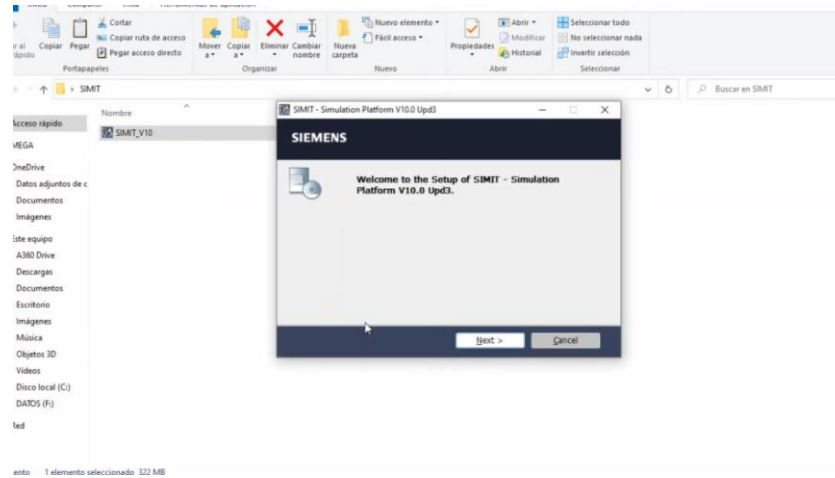 Cortar
Copiar ruta de acceso
Pegar acceso directo
Copiar
Pegar
Portapapeles
Mover a
Copiar a
Eliminar
Cambiar nombre
Organizar
Nueva carpeta
Nuevo elemento
Fácil acceso
Nuevo
Propiedades
Abrir
Modificar
Historial
Abrir
Seleccionar todo
No seleccionar nada
Invertir selección
Seleccionar
SIMIT
Buscar en SIMIT
Nombre
SIMIT_V10
Acceso rápido
MEGA
OneDrive
Datos adjuntos de c
Documentos
Imágenes
Este equipo
A360 Drive
Descargas
Documentos
Escritorio
Imágenes
Música
Objetos 3D
Vídeos
Disco local (C:)
DATOS (F:)
Red
1 elemento seleccionado 322 MB
SIMIT - Simulation Platform V10.0 Upd3
SIEMENS
Welcome to the Setup of SIMIT - Simulation
Platform V10.0 Upd3.
Next >
Cancel